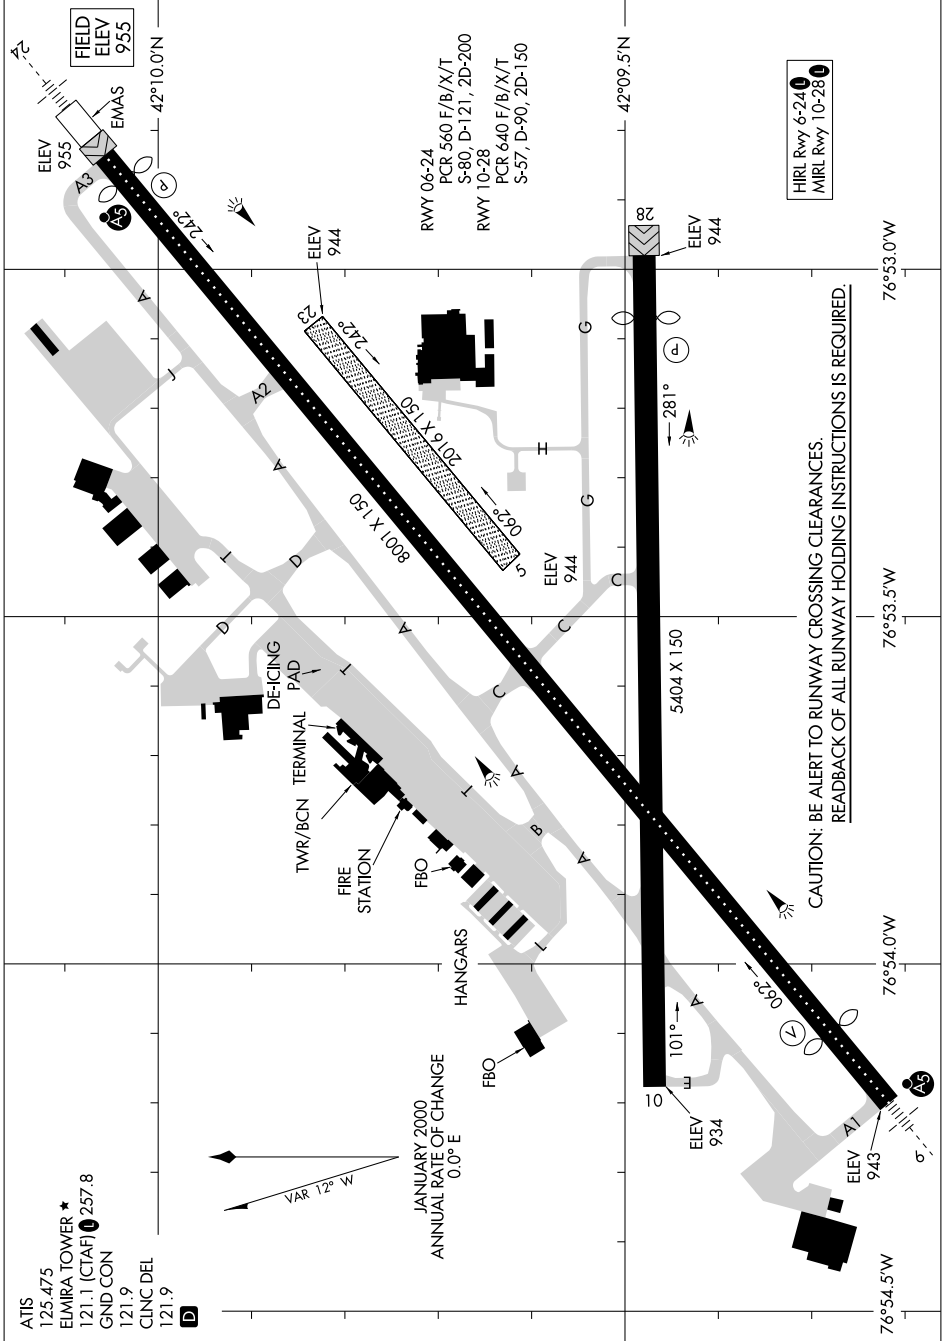 ATIS
125.475
ELMIRA TOWER ★
121.1 (CTAF) L 257.8
GND CON
121.9
CLNC DEL
121.9
D
FIELD
ELEV
955
24
EMAS
ELEV
955
A3
A5
P
242°
A
J
A2
A
42°10.0'N
RWY 06-24
PCR 560 F/B/X/T
S-80, D-121, 2D-200
RWY 10-28
PCR 640 F/B/X/T
S-57, D-90, 2D-150
42°09.5'N
HIRL Rwy 6-24 L
MIRL Rwy 10-28 L
ELEV
944
23
242°
2016 X 150
062°
5
ELEV
944
8001 X 150
28
ELEV
944
G
P
281°
H
G
C
C
C
5404 X 150
76°53.0'W
76°53.5'W
76°54.0'W
76°54.5'W
T
D
D
A
DE-ICING
PAD
T
TERMINAL
TWR/BCN
FIRE
STATION
FBO
HANGARS
FBO
T
A
B
A
L
A
101°
E
10
ELEV
934
062°
V
A1
ELEV
943
A5
6
VAR 12° W
JANUARY 2000
ANNUAL RATE OF CHANGE
0.0° E
CAUTION: BE ALERT TO RUNWAY CROSSING CLEARANCES.
READBACK OF ALL RUNWAY HOLDING INSTRUCTIONS IS REQUIRED.